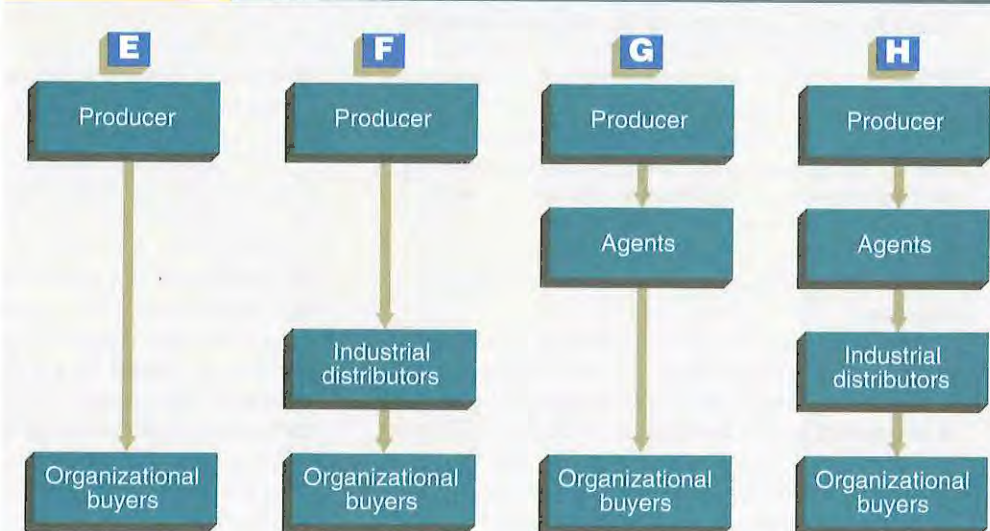 E
Producer
Organizational
buyers
F
Producer
Industrial
distributors
Organizational
buyers
G
Producer
Agents
Organizational
buyers
H
Producer
Agents
Industrial
distributors
Organizational
buyers